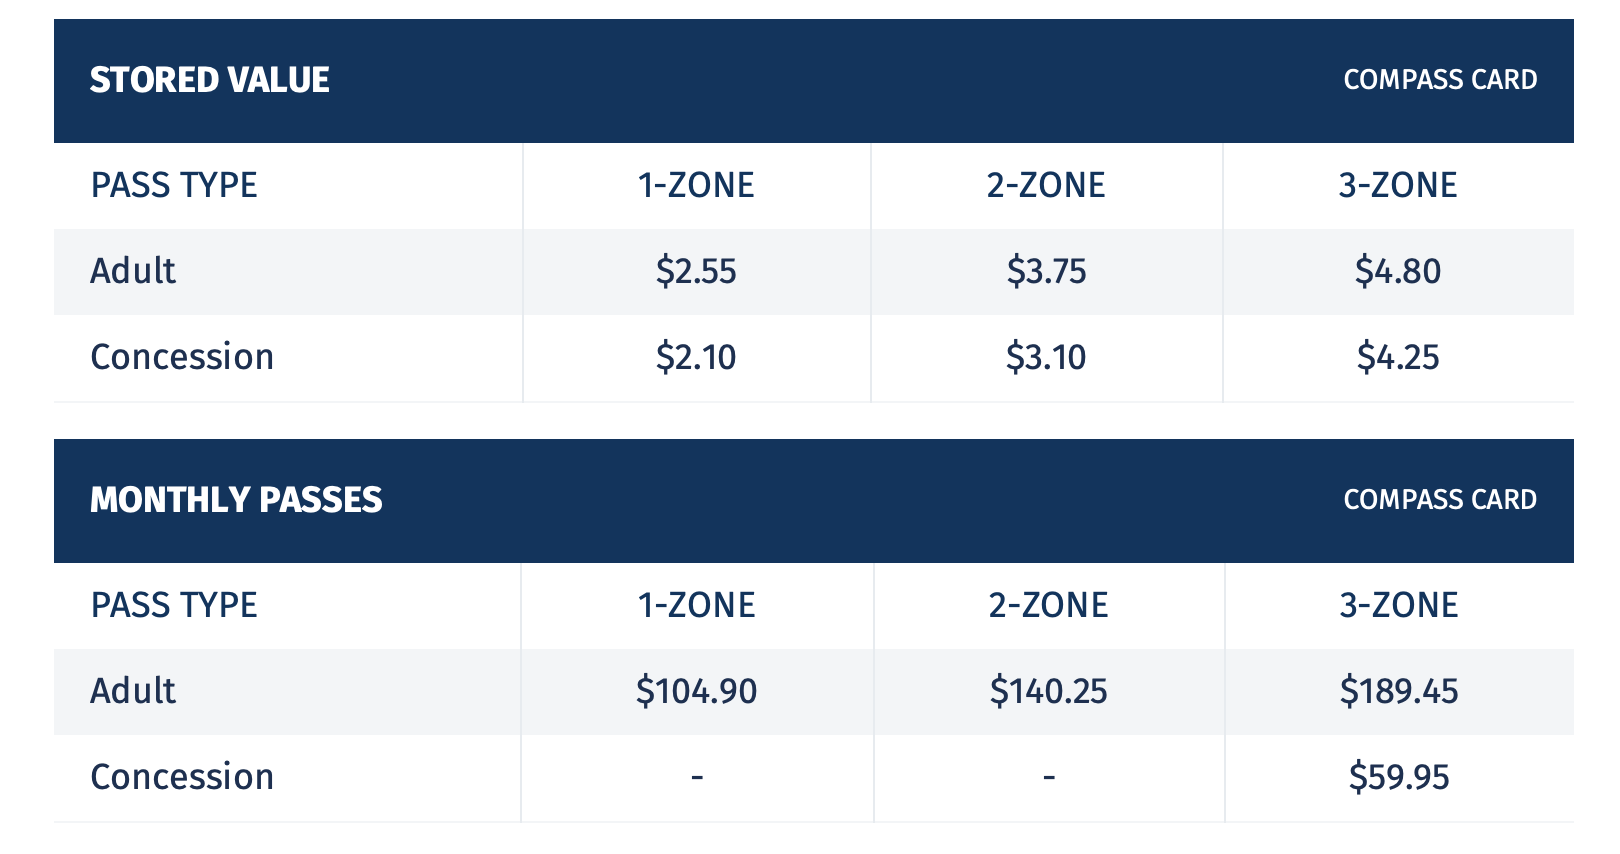 STORED VALUE COMPASS CARD
PASS TYPE 1-ZONE 2-ZONE 3-ZONE
Adult $2.55 $3.75 $4.80
Concession $2.10 $3.10 $4.25
MONTHLY PASSES COMPASS CARD
PASS TYPE 1-ZONE 2-ZONE 3-ZONE
Adult $104.90 $140.25 $189.45
Concession - - $59.95